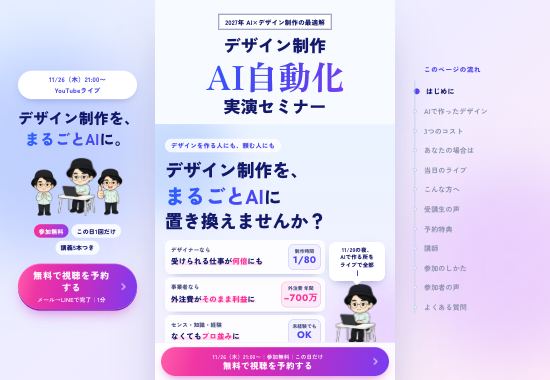 11/26（木）21:00〜
YouTubeライブ
デザイン制作を、
まるごとAIに。
参加無料
この日1回だけ
講義5本つき
無料で視聴を予約
する
メール→LINEで完了｜1分
2027年 AI×デザイン制作の最適解
デザイン制作
AI自動化
実演セミナー
デザインを作る人にも、頼む人にも
デザイン制作を、
まるごとAIに
置き換えませんか？
デザイナーなら
受けられる仕事が何倍にも
制作時間
1/80
事業者なら
外注費がそのまま利益に
外注費 年間
−700万
センス・知識・経験
なくてもプロ並みに
未経験でも
OK
AIで作る所を
ライブで全部
11/26（木）21:00〜｜参加無料｜この日だけ
無料で視聴を予約する
このページの流れ
はじめに
AIで作ったデザイン
3つのコスト
あなたの場合は
当日のライブ
こんな方へ
受講生の声
予約特典
講師
参加のしかた
参加者の声
よくある質問